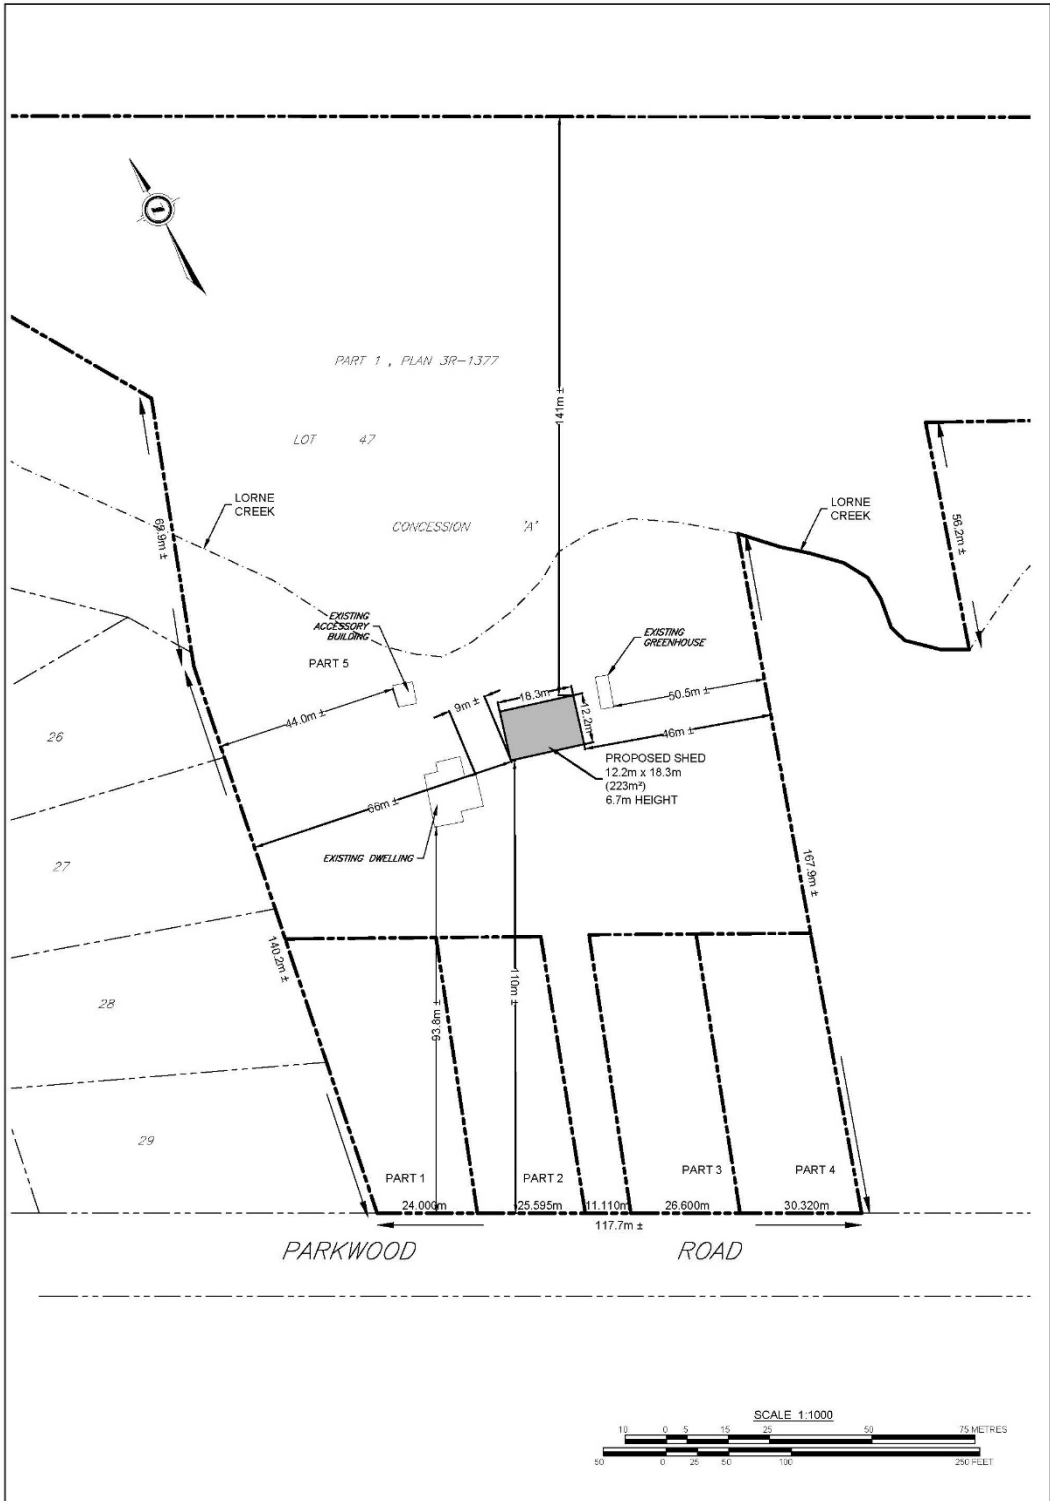 PART 1 , PLAN 3R-1377
141m ±
LOT 47
LORNE
CREEK
LORNE
CREEK
CONCESSION 'A'
68.9m ±
56.2m ±
EXISTING
ACCESSORY
BUILDING
EXISTING
GREENHOUSE
PART 5
18.3m ±
50.5m ±
9m ±
12.2m ±
44.0m ±
46m ±
26
PROPOSED SHED
12.2m x 18.3m
(223m²)
6.7m HEIGHT
66m ±
EXISTING DWELLING
27
167.9m ±
140.2m ±
110m ±
93.8m ±
28
29
PART 1
PART 2
PART 3
PART 4
24.000m
25.595m
11.110m
26.600m
30.320m
117.7m ±
PARKWOOD ROAD
SCALE 1:1000
10 0 5 15 25 50 75 METRES
50 0 25 50 100 250 FEET